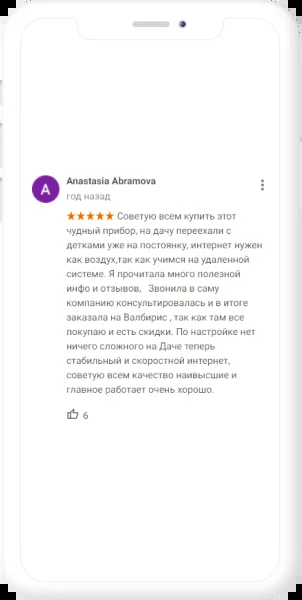 A
Anastasia Abramova
год назад
★★★★★ Советую всем купить этот
чудный прибор, на дачу переехали с
детками уже на постоянку, интернет нужен
как воздух,так как учимся на удаленной
системе. Я прочитала много полезной
инфо и отзывов, Звонила в саму
компанию консультировалась и в итоге
заказала на Валбирис , так как там все
покупаю и есть скидки. По настройке нет
ничего сложного на Даче теперь
стабильный и скоростной интернет,
советую всем качество наивысшие и
главное работает очень хорошо.
6